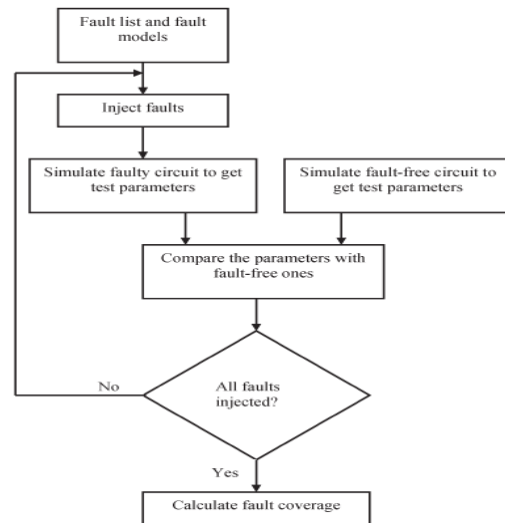 Fault list and fault
models
Inject faults
Simulate faulty circuit to get
test parameters
Simulate fault-free circuit to
get test parameters
Compare the parameters with
fault-free ones
No
All faults
injected?
Yes
Calculate fault coverage